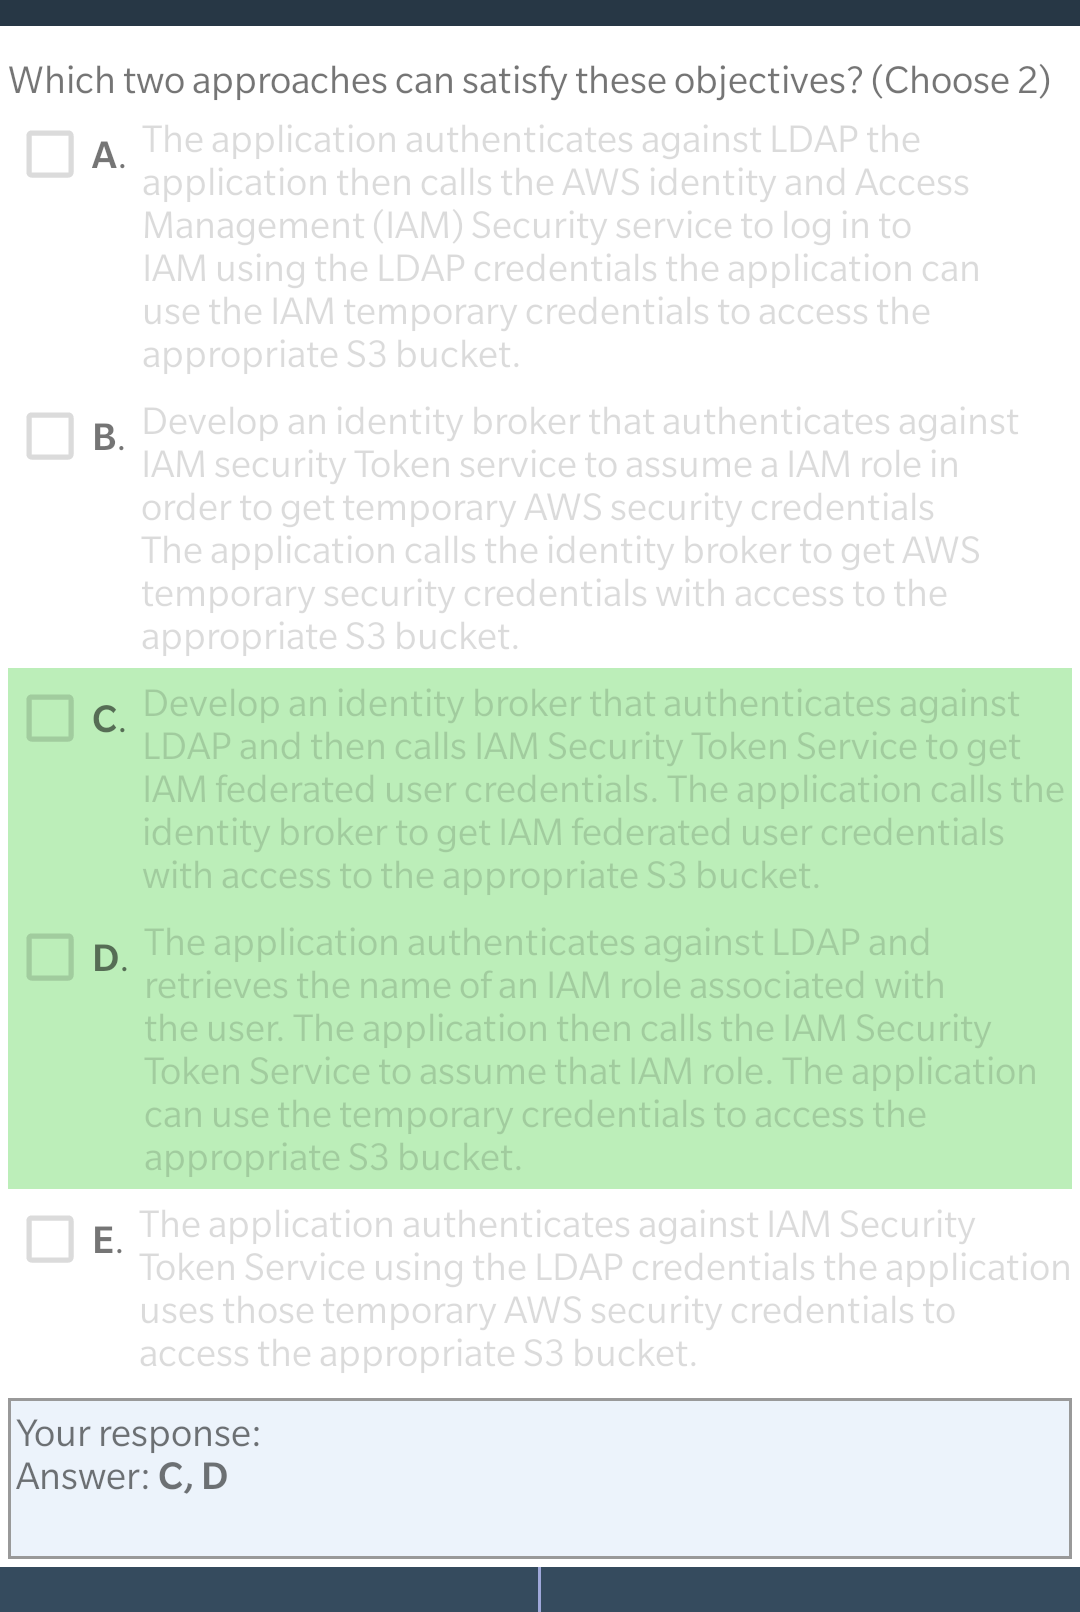 Which two approaches can satisfy these objectives? (Choose 2)
A. The application authenticates against LDAP the
application then calls the AWS identity and Access
Management (IAM) Security service to log in to
IAM using the LDAP credentials the application can
use the IAM temporary credentials to access the
appropriate S3 bucket.
B. Develop an identity broker that authenticates against
IAM security Token service to assume a IAM role in
order to get temporary AWS security credentials
The application calls the identity broker to get AWS
temporary security credentials with access to the
appropriate S3 bucket.
C. Develop an identity broker that authenticates against
LDAP and then calls IAM Security Token Service to get
IAM federated user credentials. The application calls the
identity broker to get IAM federated user credentials
with access to the appropriate S3 bucket.
D. The application authenticates against LDAP and
retrieves the name of an IAM role associated with
the user. The application then calls the IAM Security
Token Service to assume that IAM role. The application
can use the temporary credentials to access the
appropriate S3 bucket.
E. The application authenticates against IAM Security
Token Service using the LDAP credentials the application
uses those temporary AWS security credentials to
access the appropriate S3 bucket.
Your response:
Answer: C, D